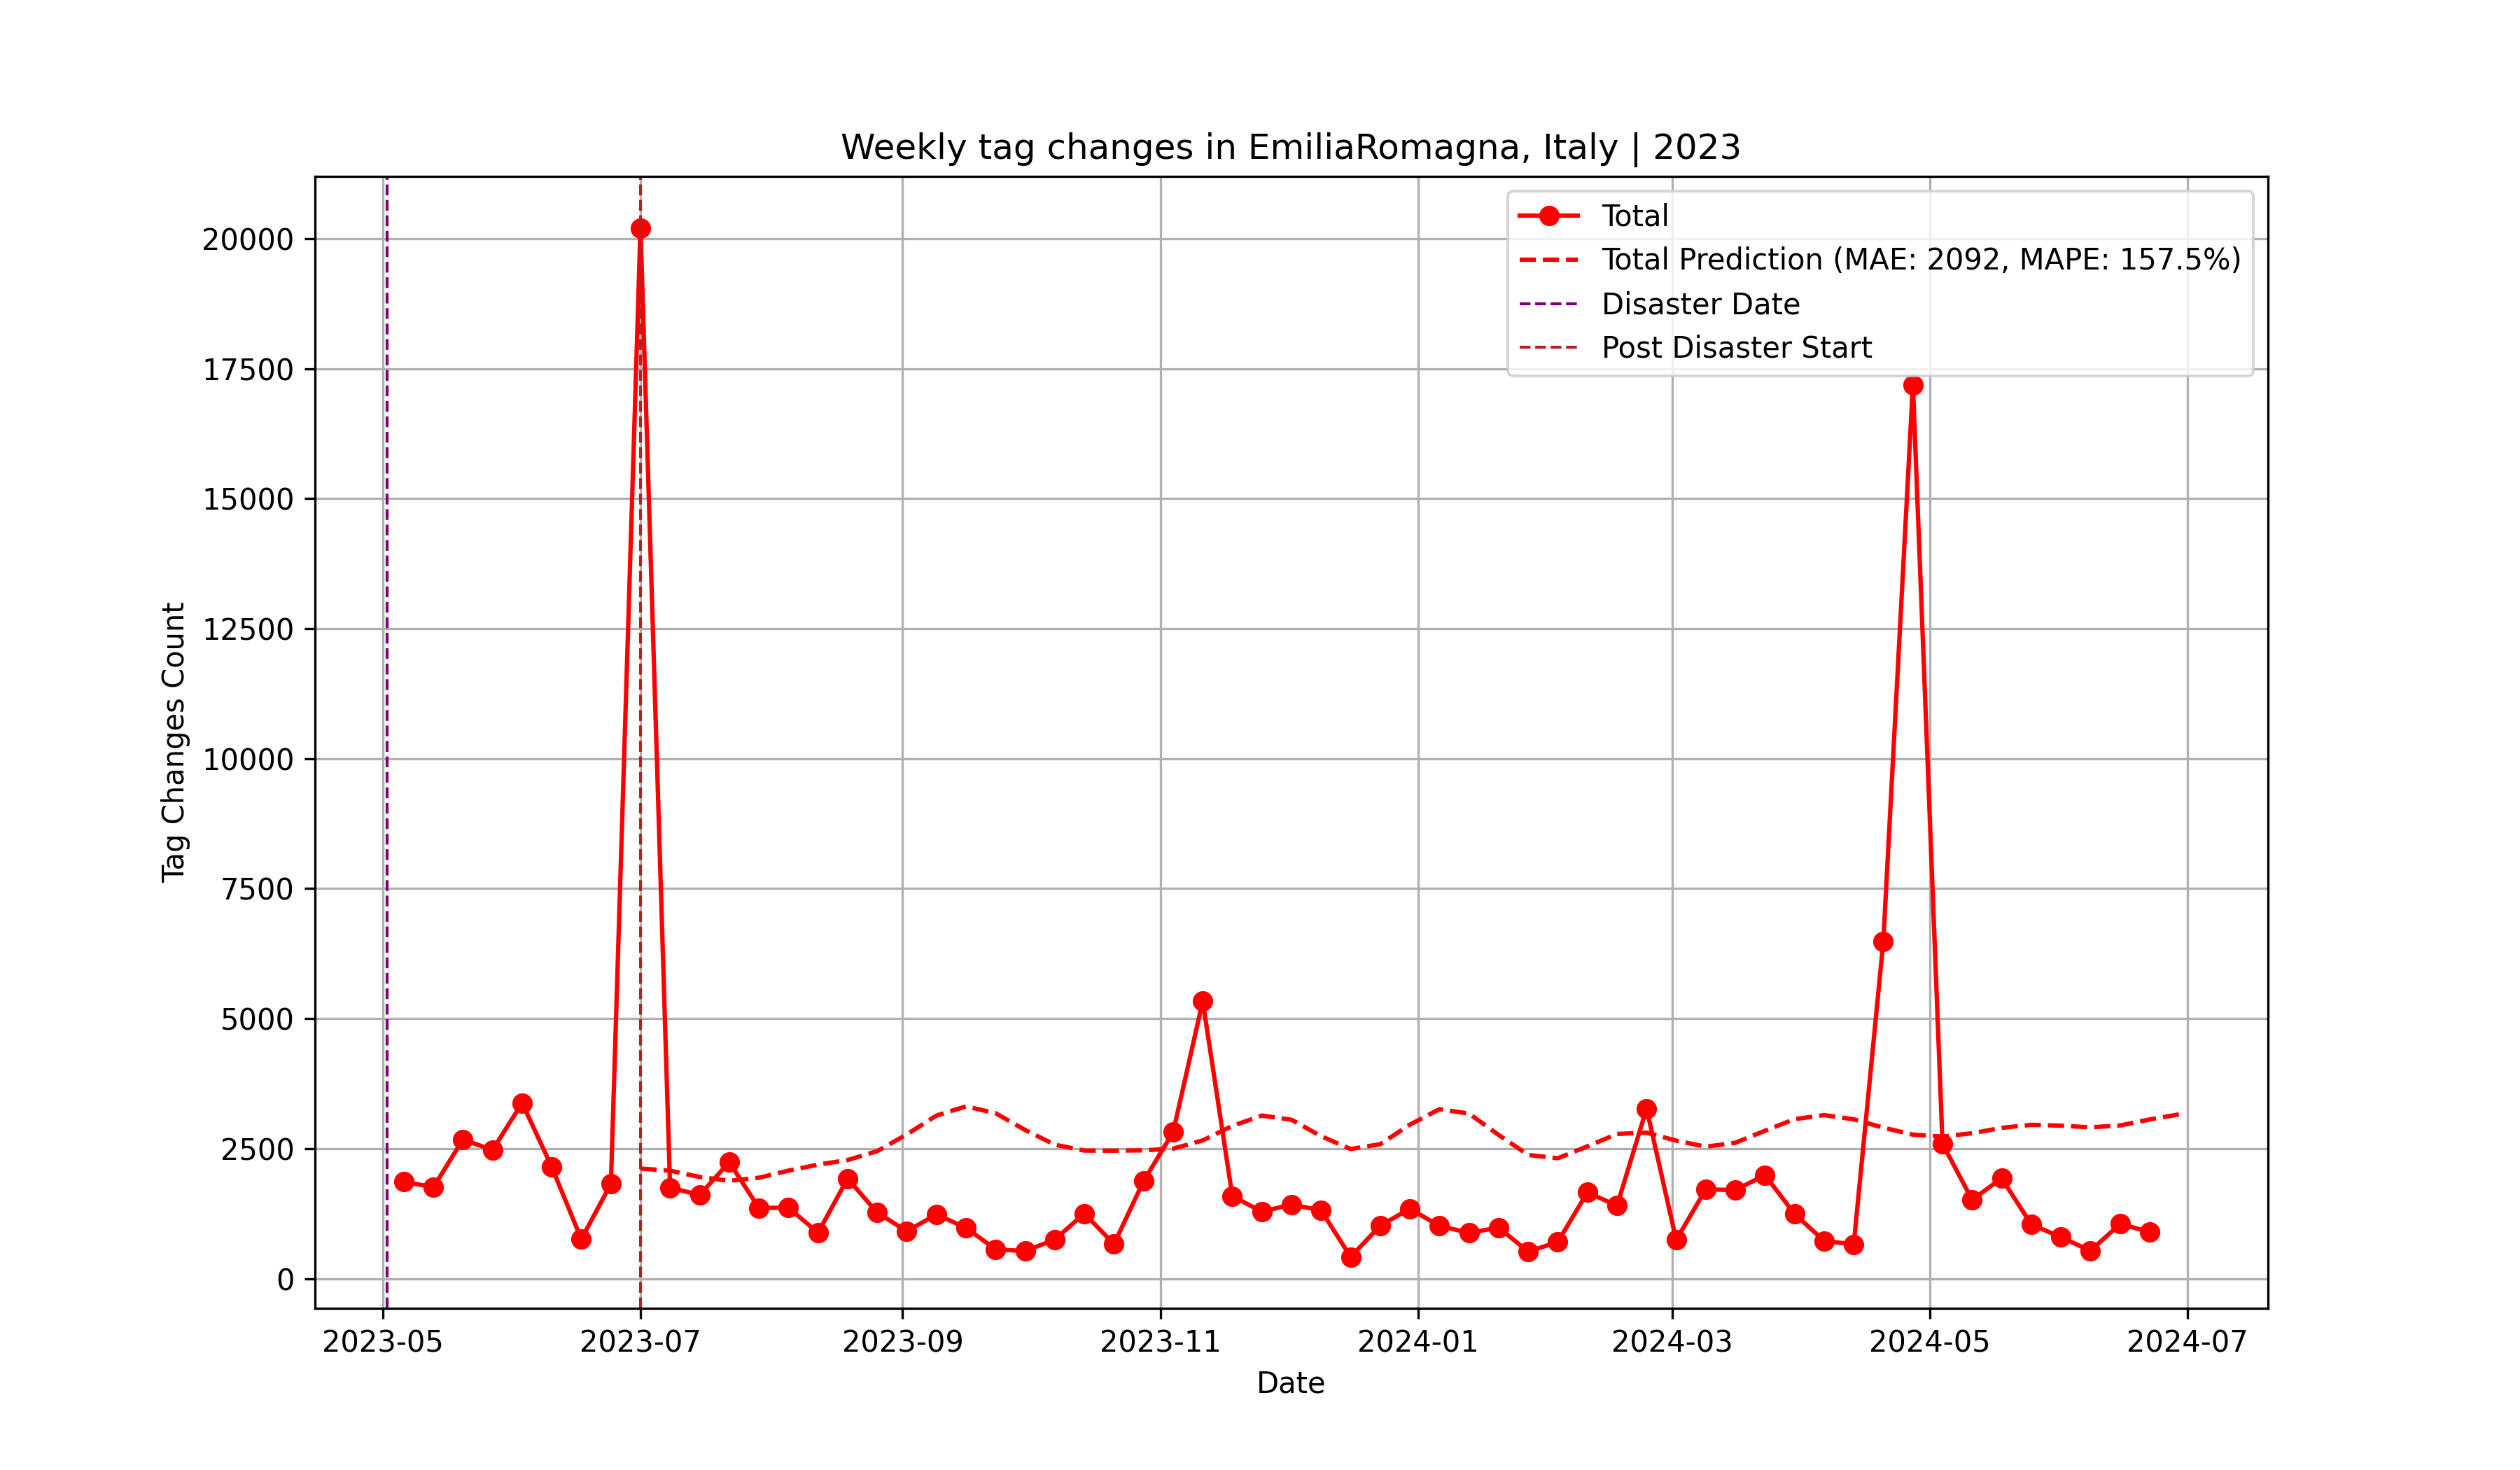 Weekly tag changes in EmiliaRomagna, Italy | 2023
Total
Total Prediction (MAE: 2092, MAPE: 157.5%)
Disaster Date
Post Disaster Start
Tag Changes Count
20000
17500
15000
12500
10000
7500
5000
2500
0
2023-05 2023-07 2023-09 2023-11 2024-01 2024-03 2024-05 2024-07
Date